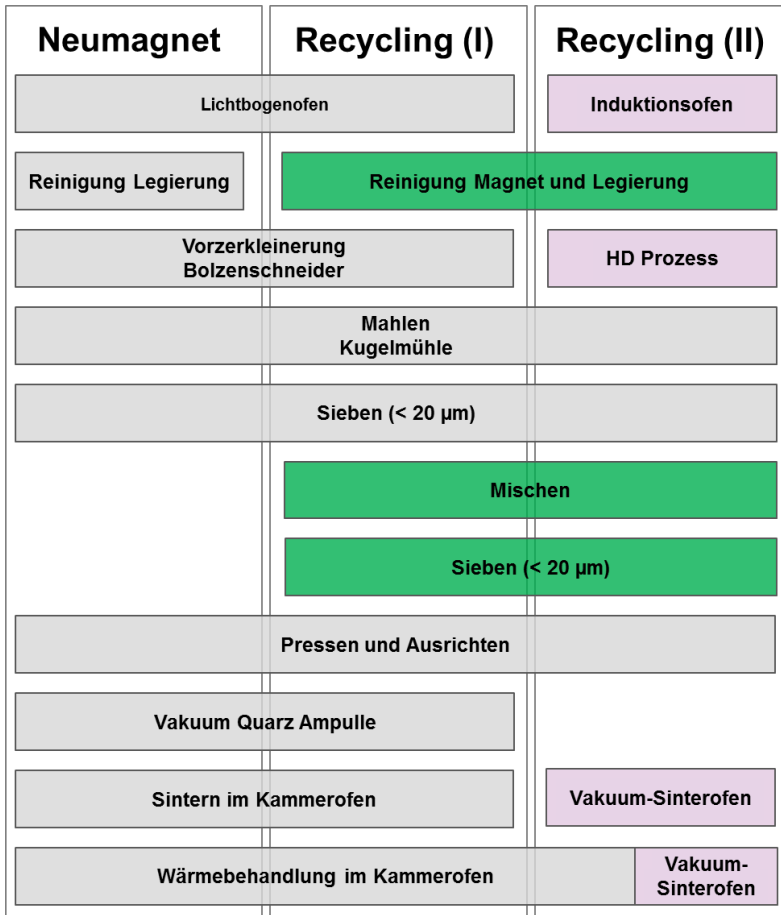 Neumagnet
Recycling (I)
Recycling (II)
Lichtbogenofen
Induktionsofen
Reinigung Legierung
Reinigung Magnet und Legierung
Vorzerkleinerung
Bolzenschneider
HD Prozess
Mahlen
Kugelmühle
Sieben (< 20 µm)
Mischen
Sieben (< 20 µm)
Pressen und Ausrichten
Vakuum Quarz Ampulle
Sintern im Kammerofen
Vakuum-Sinterofen
Wärmebehandlung im Kammerofen
Vakuum-
Sinterofen